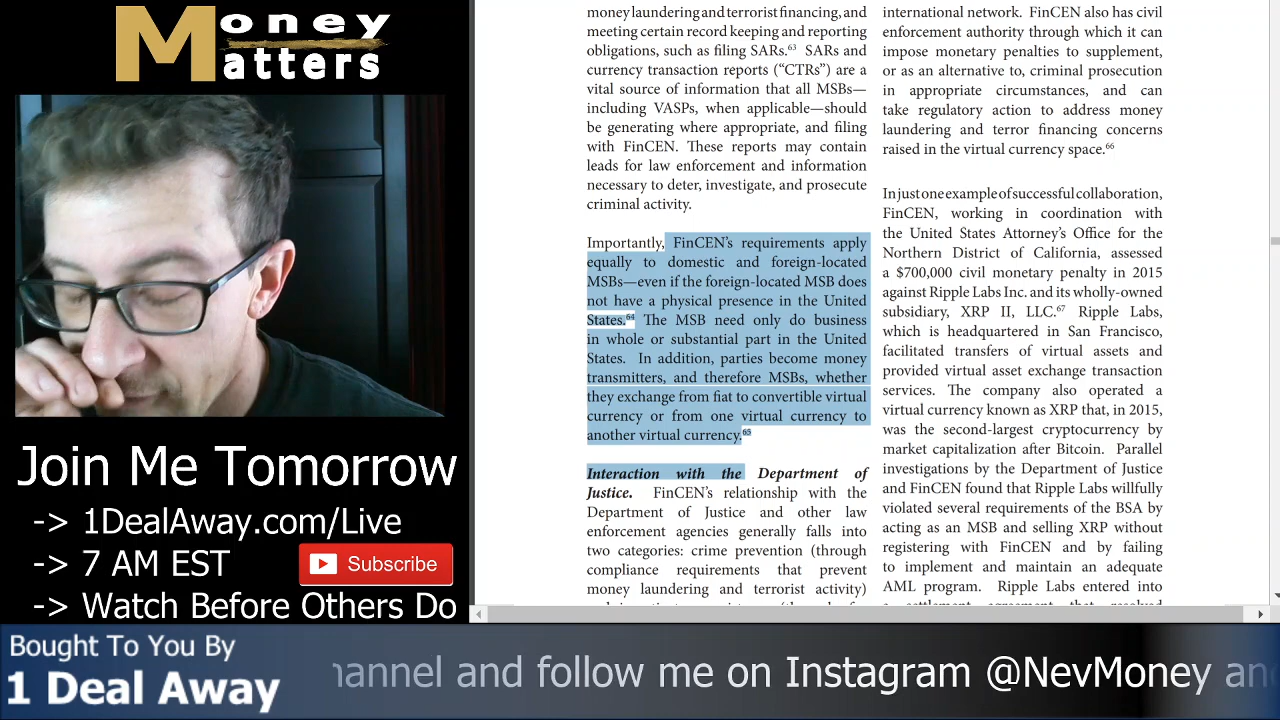 Money
Matters
Join Me Tomorrow
-> 1DealAway.com/Live
-> 7 AM EST
Subscribe
-> Watch Before Others Do
money laundering and terrorist financing, and
meeting certain record keeping and reporting
obligations, such as filing SARs.⁶³ SARs and
currency transaction reports (“CTRs”) are a
vital source of information that all MSBs—
including VASPs, when applicable—should
be generating where appropriate, and filing
with FinCEN. These reports may contain
leads for law enforcement and information
necessary to deter, investigate, and prosecute
criminal activity.
Importantly, FinCEN’s requirements apply
equally to domestic and foreign-located
MSBs—even if the foreign-located MSB does
not have a physical presence in the United
States.⁶⁴ The MSB need only do business
in whole or substantial part in the United
States. In addition, parties become money
transmitters, and therefore MSBs, whether
they exchange from fiat to convertible virtual
currency or from one virtual currency to
another virtual currency.⁶⁵
Interaction with the Department of
Justice. FinCEN’s relationship with the
Department of Justice and other law
enforcement agencies generally falls into
two categories: crime prevention (through
compliance requirements that prevent
money laundering and terrorist activity)
international network. FinCEN also has civil
enforcement authority through which it can
impose monetary penalties to supplement,
or as an alternative to, criminal prosecution
in appropriate circumstances, and can
take regulatory action to address money
laundering and terror financing concerns
raised in the virtual currency space.⁶⁶
In just one example of successful collaboration,
FinCEN, working in coordination with
the United States Attorney’s Office for the
Northern District of California, assessed
a $700,000 civil monetary penalty in 2015
against Ripple Labs Inc. and its wholly-owned
subsidiary, XRP II, LLC.⁶⁷ Ripple Labs,
which is headquartered in San Francisco,
facilitated transfers of virtual assets and
provided virtual asset exchange transaction
services. The company also operated a
virtual currency known as XRP that, in 2015,
was the second-largest cryptocurrency by
market capitalization after Bitcoin. Parallel
investigations by the Department of Justice
and FinCEN found that Ripple Labs willfully
violated several requirements of the BSA by
acting as an MSB and selling XRP without
registering with FinCEN and by failing
to implement and maintain an adequate
AML program. Ripple Labs entered into
Bought To You By
1 Deal Away
hannel and follow me on Instagram @NevMoney and